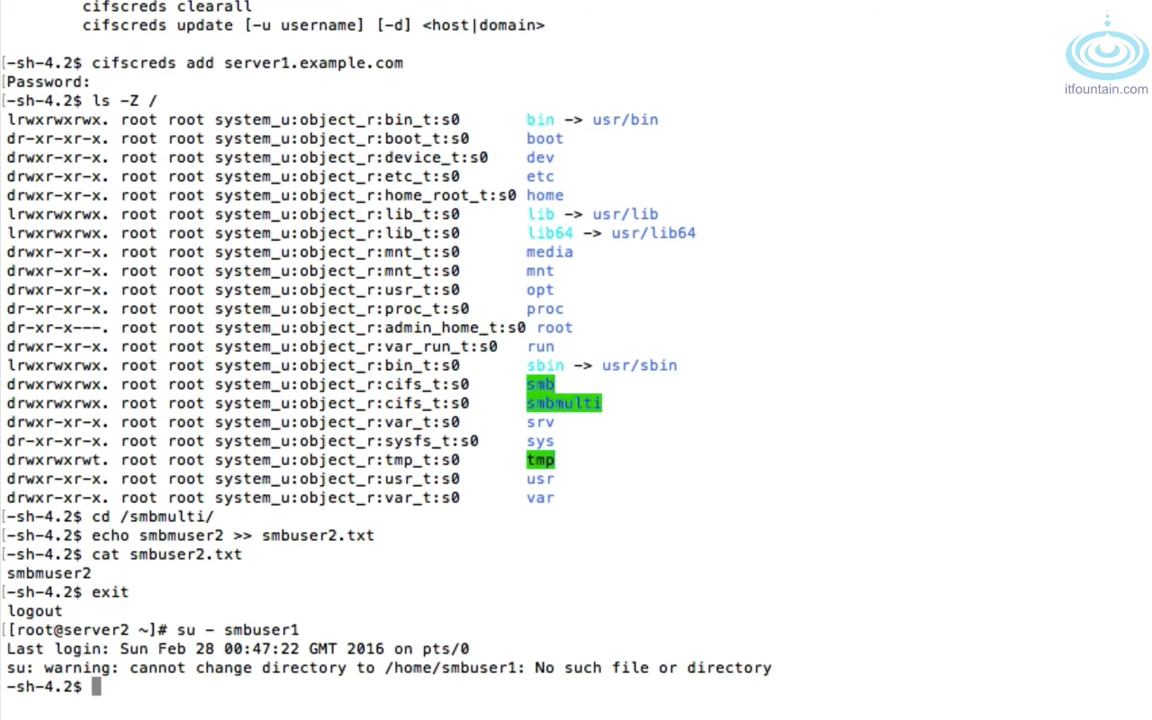 cifscreds clearall
cifscreds update [-u username] [-d] <host|domain>
[-sh-4.2$ cifscreds add server1.example.com
[Password:
[-sh-4.2$ ls -Z /
lrwxrwxrwx. root root system_u:object_r:bin_t:s0 bin -> usr/bin
dr-xr-xr-x. root root system_u:object_r:boot_t:s0 boot
drwxr-xr-x. root root system_u:object_r:device_t:s0 dev
drwxr-xr-x. root root system_u:object_r:etc_t:s0 etc
drwxr-xr-x. root root system_u:object_r:home_root_t:s0 home
lrwxrwxrwx. root root system_u:object_r:lib_t:s0 lib -> usr/lib
lrwxrwxrwx. root root system_u:object_r:lib_t:s0 lib64 -> usr/lib64
drwxr-xr-x. root root system_u:object_r:mnt_t:s0 media
drwxr-xr-x. root root system_u:object_r:mnt_t:s0 mnt
drwxr-xr-x. root root system_u:object_r:usr_t:s0 opt
dr-xr-xr-x. root root system_u:object_r:proc_t:s0 proc
dr-xr-x---. root root system_u:object_r:admin_home_t:s0 root
drwxr-xr-x. root root system_u:object_r:var_run_t:s0 run
lrwxrwxrwx. root root system_u:object_r:bin_t:s0 sbin -> usr/sbin
drwxrwxrwx. root root system_u:object_r:cifs_t:s0 smb
drwxrwxrwx. root root system_u:object_r:cifs_t:s0 smbmulti
drwxr-xr-x. root root system_u:object_r:var_t:s0 srv
dr-xr-xr-x. root root system_u:object_r:sysfs_t:s0 sys
drwxrwxrwt. root root system_u:object_r:tmp_t:s0 tmp
drwxr-xr-x. root root system_u:object_r:usr_t:s0 usr
drwxr-xr-x. root root system_u:object_r:var_t:s0 var
[-sh-4.2$ cd /smbmulti/
[-sh-4.2$ echo smbmuser2 >> smbuser2.txt
[-sh-4.2$ cat smbuser2.txt
smbmuser2
[-sh-4.2$ exit
logout
[[root@server2 ~]# su - smbuser1
Last login: Sun Feb 28 00:47:22 GMT 2016 on pts/0
su: warning: cannot change directory to /home/smbuser1: No such file or directory
-sh-4.2$
itfountain.com